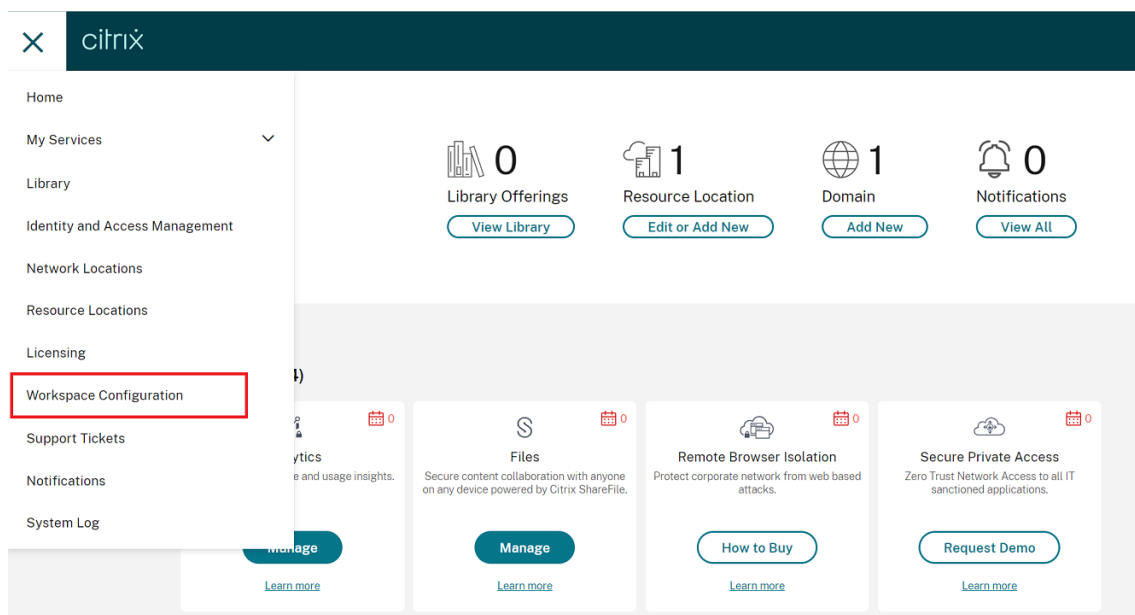 citrix
Home
My Services
Library
Identity and Access Management
Network Locations
Resource Locations
Licensing
Workspace Configuration
Support Tickets
Notifications
System Log
0
Library Offerings
View Library
1
Resource Location
Edit or Add New
1
Domain
Add New
0
Notifications
View All
4)
0
ytics
e and usage insights.
Manage
Learn more
0
Files
Secure content collaboration with anyone
on any device powered by Citrix ShareFile.
Manage
Learn more
0
Remote Browser Isolation
Protect corporate network from web based
attacks.
How to Buy
Learn more
0
Secure Private Access
Zero Trust Network Access to all IT
sanctioned applications.
Request Demo
Learn more